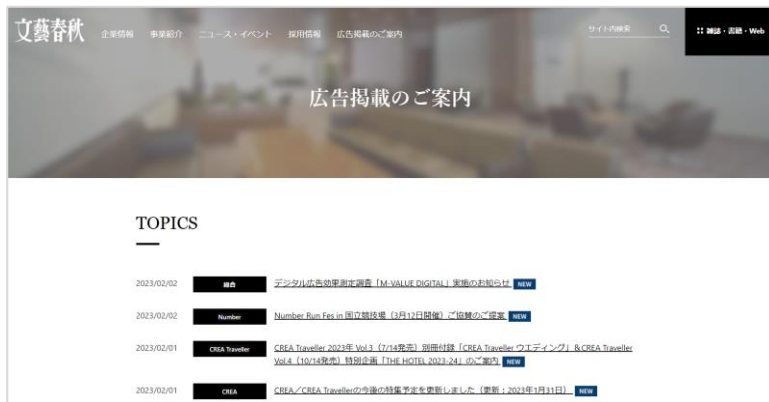 文藝春秋 企業情報 事業紹介 ニュース・イベント 採用情報 広告掲載のご案内 サイト内検索 雑誌・書籍・Web
広告掲載のご案内
TOPICS
2023/02/02 総合 デジタル広告効果測定調査「M-VALUE DIGITAL」実施のお知らせ NEW
2023/02/02 Number Number Run Fes in 国立競技場（3月12日開催）ご協賛のご提案 NEW
2023/02/01 CREA Traveller CREA Traveller 2023年 Vol.3（7/14発売）別冊付録「CREA Traveller ウエディング」＆CREA Traveller
Vol.4（10/14発売）特別企画「THE HOTEL 2023-24」のご案内 NEW
2023/02/01 CREA CREA／CREA Travellerの今後の特集予定を更新しました（更新：2023年1月31日） NEW